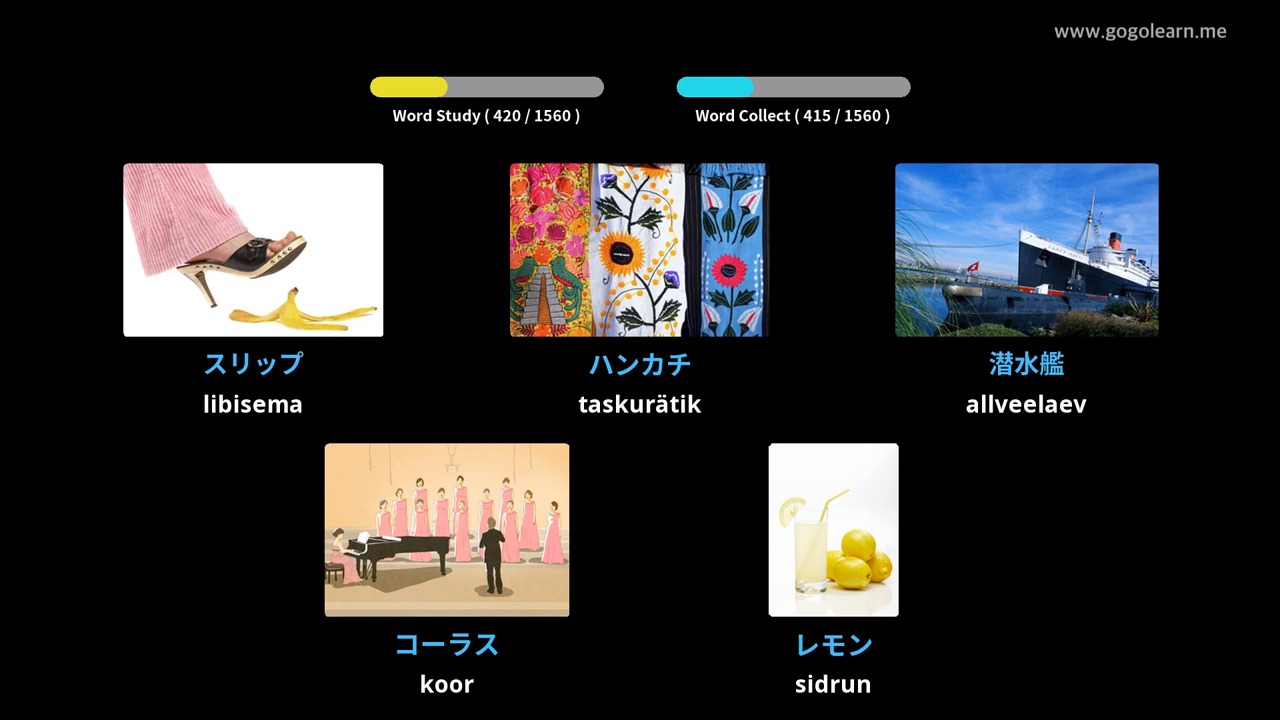 www.gogolearn.me
Word Study ( 420 / 1560 )
Word Collect ( 415 / 1560 )
スリップ
libisema
ハンカチ
taskurätik
潜水艦
allveelaev
コーラス
koor
レモン
sidrun